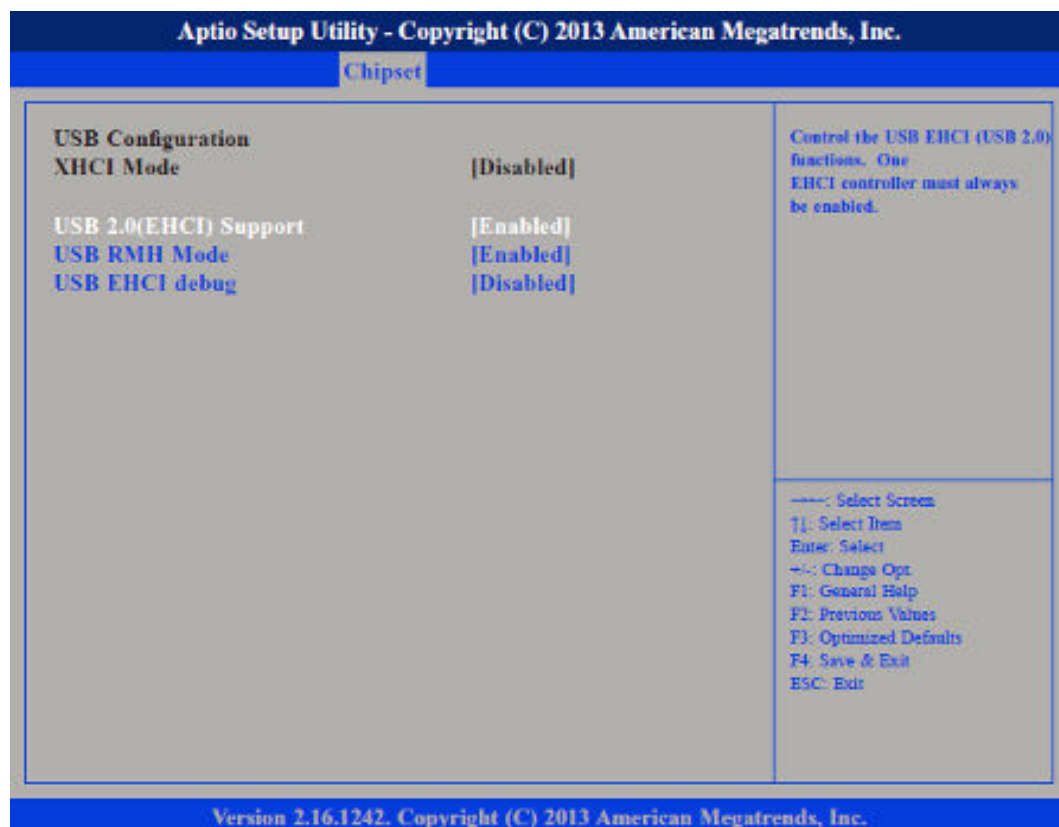 Aptio Setup Utility - Copyright (C) 2013 American Megatrends, Inc.
Chipset
USB Configuration
XHCI Mode [Disabled]
USB 2.0(EHCI) Support [Enabled]
USB RMH Mode [Enabled]
USB EHCI debug [Disabled]
Control the USB EHCI (USB 2.0)
functions. One
EHCI controller must always
be enabled.
: Select Screen
↑↓: Select Item
Enter: Select
+/-: Change Opt.
F1: General Help
F2: Previous Values
F3: Optimized Defaults
F4: Save & Exit
ESC: Exit
Version 2.16.1242. Copyright (C) 2013 American Megatrends, Inc.